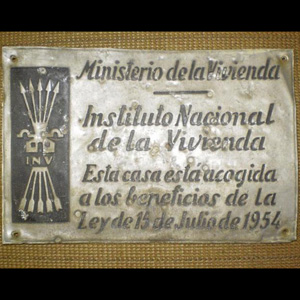 Ministerio de la Vivienda
Instituto Nacional
de la Vivienda
Esta casa está acogida
a los beneficios de la
Ley de 15 de Julio de 1954
INV